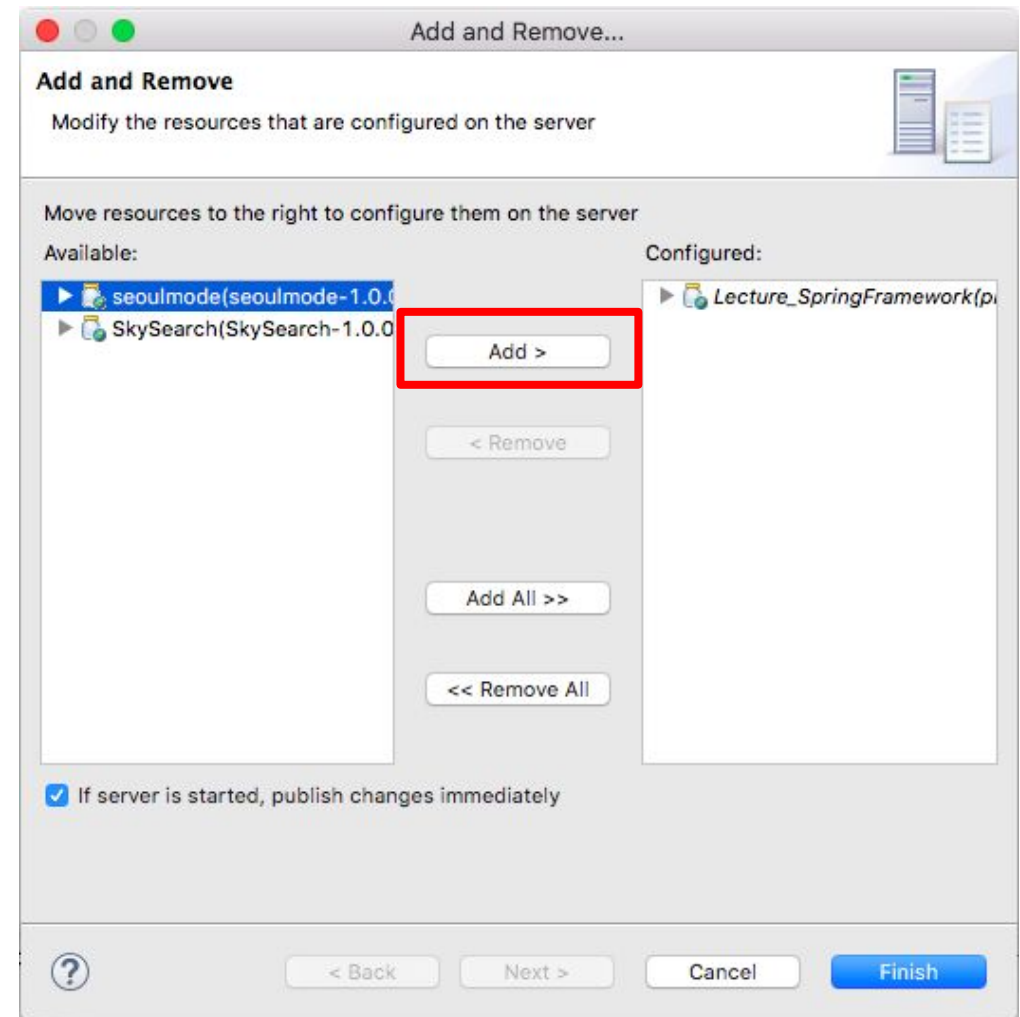 Add and Remove...
Add and Remove
Modify the resources that are configured on the server
Move resources to the right to configure them on the server
Available:
Configured:
seoulmode(seoulmode-1.0.0
Lecture_SpringFramework(pr
SkySearch(SkySearch-1.0.0
Add >
< Remove
Add All >>
<< Remove All
If server is started, publish changes immediately
?
< Back
Next >
Cancel
Finish